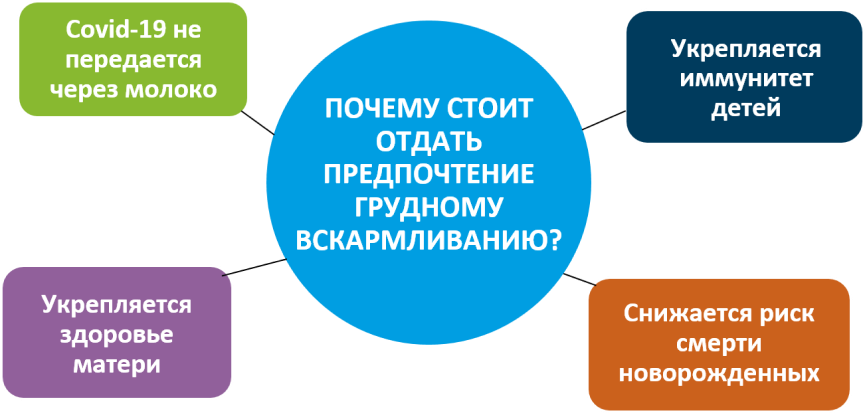 Covid-19 не
передается
через молоко
Укрепляется
иммунитет
детей
ПОЧЕМУ СТОИТ
ОТДАТЬ
ПРЕДПОЧТЕНИЕ
ГРУДНОМУ
ВСКАРМЛИВАНИЮ?
Укрепляется
здоровье
матери
Снижается риск
смерти
новорожденных